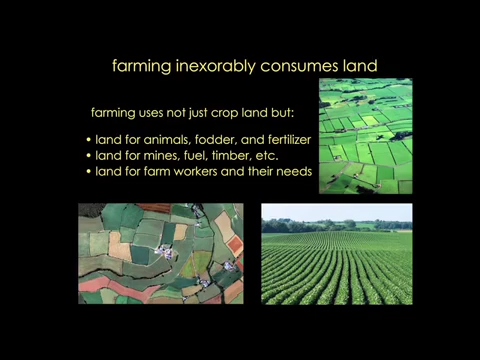 farming inexorably consumes land
farming uses not just crop land but:
• land for animals, fodder, and fertilizer
• land for mines, fuel, timber, etc.
• land for farm workers and their needs